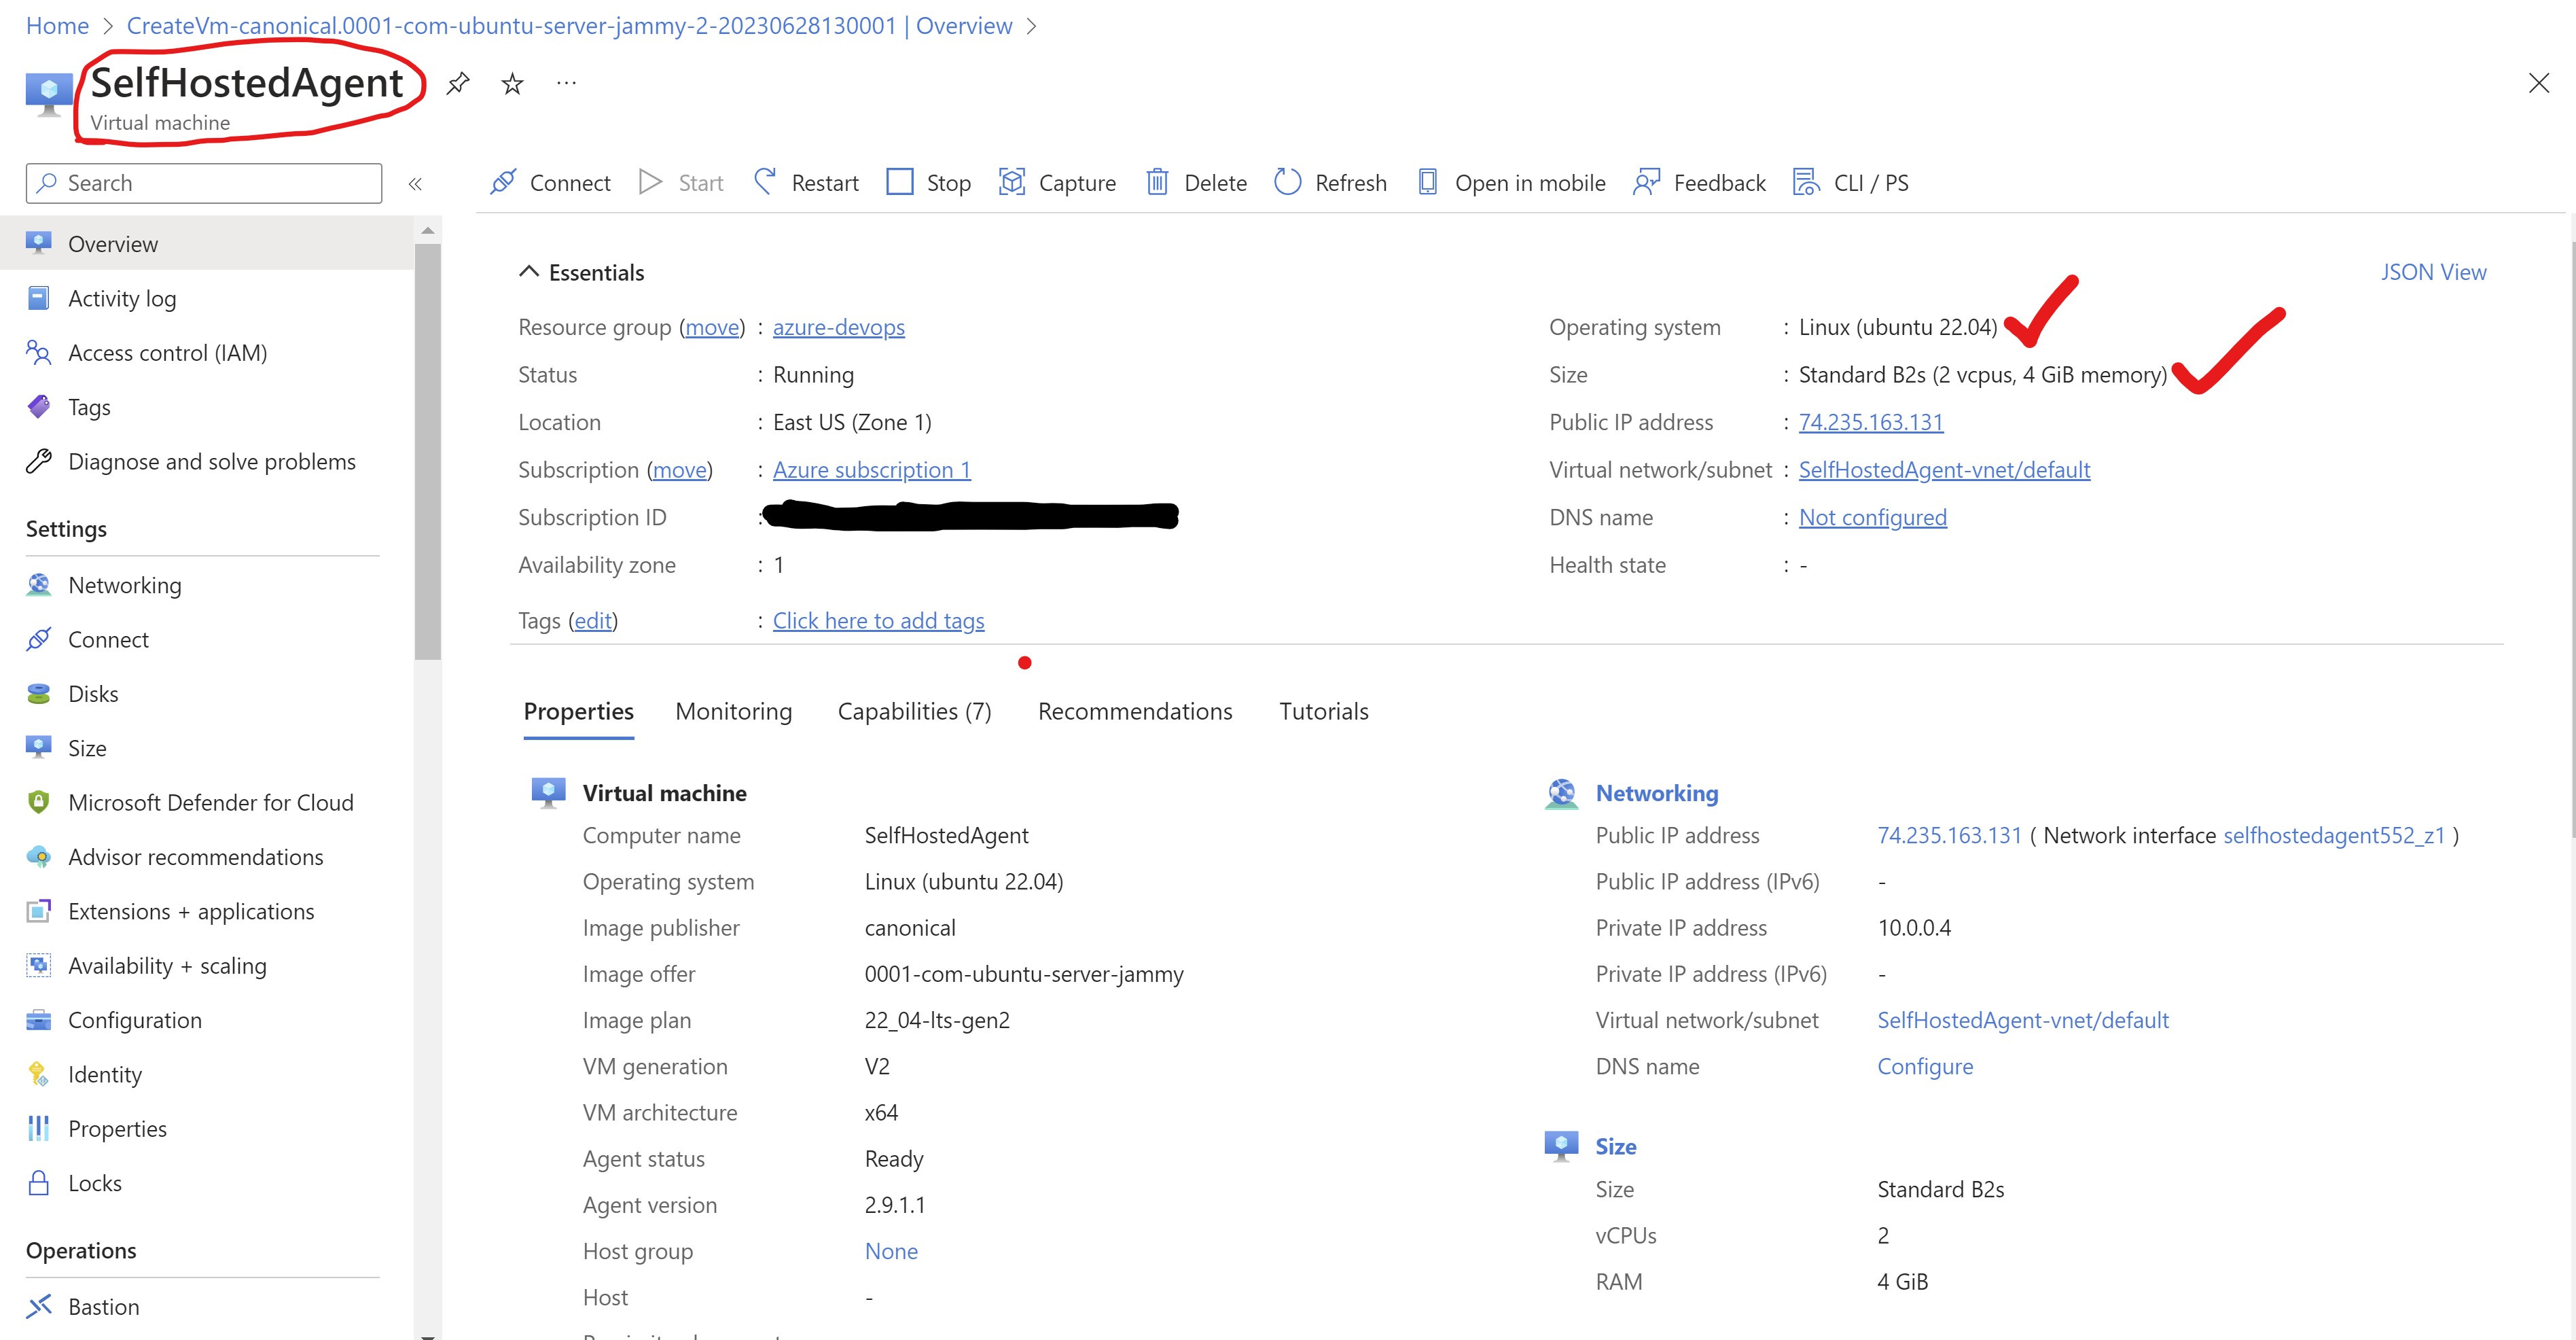 Home > CreateVm-canonical.0001-com-ubuntu-server-jammy-2-20230628130001 | Overview >
SelfHostedAgent
Virtual machine
Search
Connect Start Restart Stop Capture Delete Refresh Open in mobile Feedback CLI / PS
Overview
Activity log
Access control (IAM)
Tags
Diagnose and solve problems
Settings
Networking
Connect
Disks
Size
Microsoft Defender for Cloud
Advisor recommendations
Extensions + applications
Availability + scaling
Configuration
Identity
Properties
Locks
Operations
Bastion
Essentials
JSON View
Resource group (move) : azure-devops
Status : Running
Location : East US (Zone 1)
Subscription (move) : Azure subscription 1
Subscription ID :
Availability zone : 1
Tags (edit) : Click here to add tags
Operating system : Linux (ubuntu 22.04)
Size : Standard B2s (2 vcpus, 4 GiB memory)
Public IP address : 74.235.163.131
Virtual network/subnet : SelfHostedAgent-vnet/default
DNS name : Not configured
Health state : -
Properties Monitoring Capabilities (7) Recommendations Tutorials
Virtual machine
Computer name SelfHostedAgent
Operating system Linux (ubuntu 22.04)
Image publisher canonical
Image offer 0001-com-ubuntu-server-jammy
Image plan 22_04-lts-gen2
VM generation V2
VM architecture x64
Agent status Ready
Agent version 2.9.1.1
Host group None
Host -
Networking
Public IP address 74.235.163.131 ( Network interface selfhostedagent552_z1 )
Public IP address (IPv6) -
Private IP address 10.0.0.4
Private IP address (IPv6) -
Virtual network/subnet SelfHostedAgent-vnet/default
DNS name Configure
Size
Size Standard B2s
vCPUs 2
RAM 4 GiB